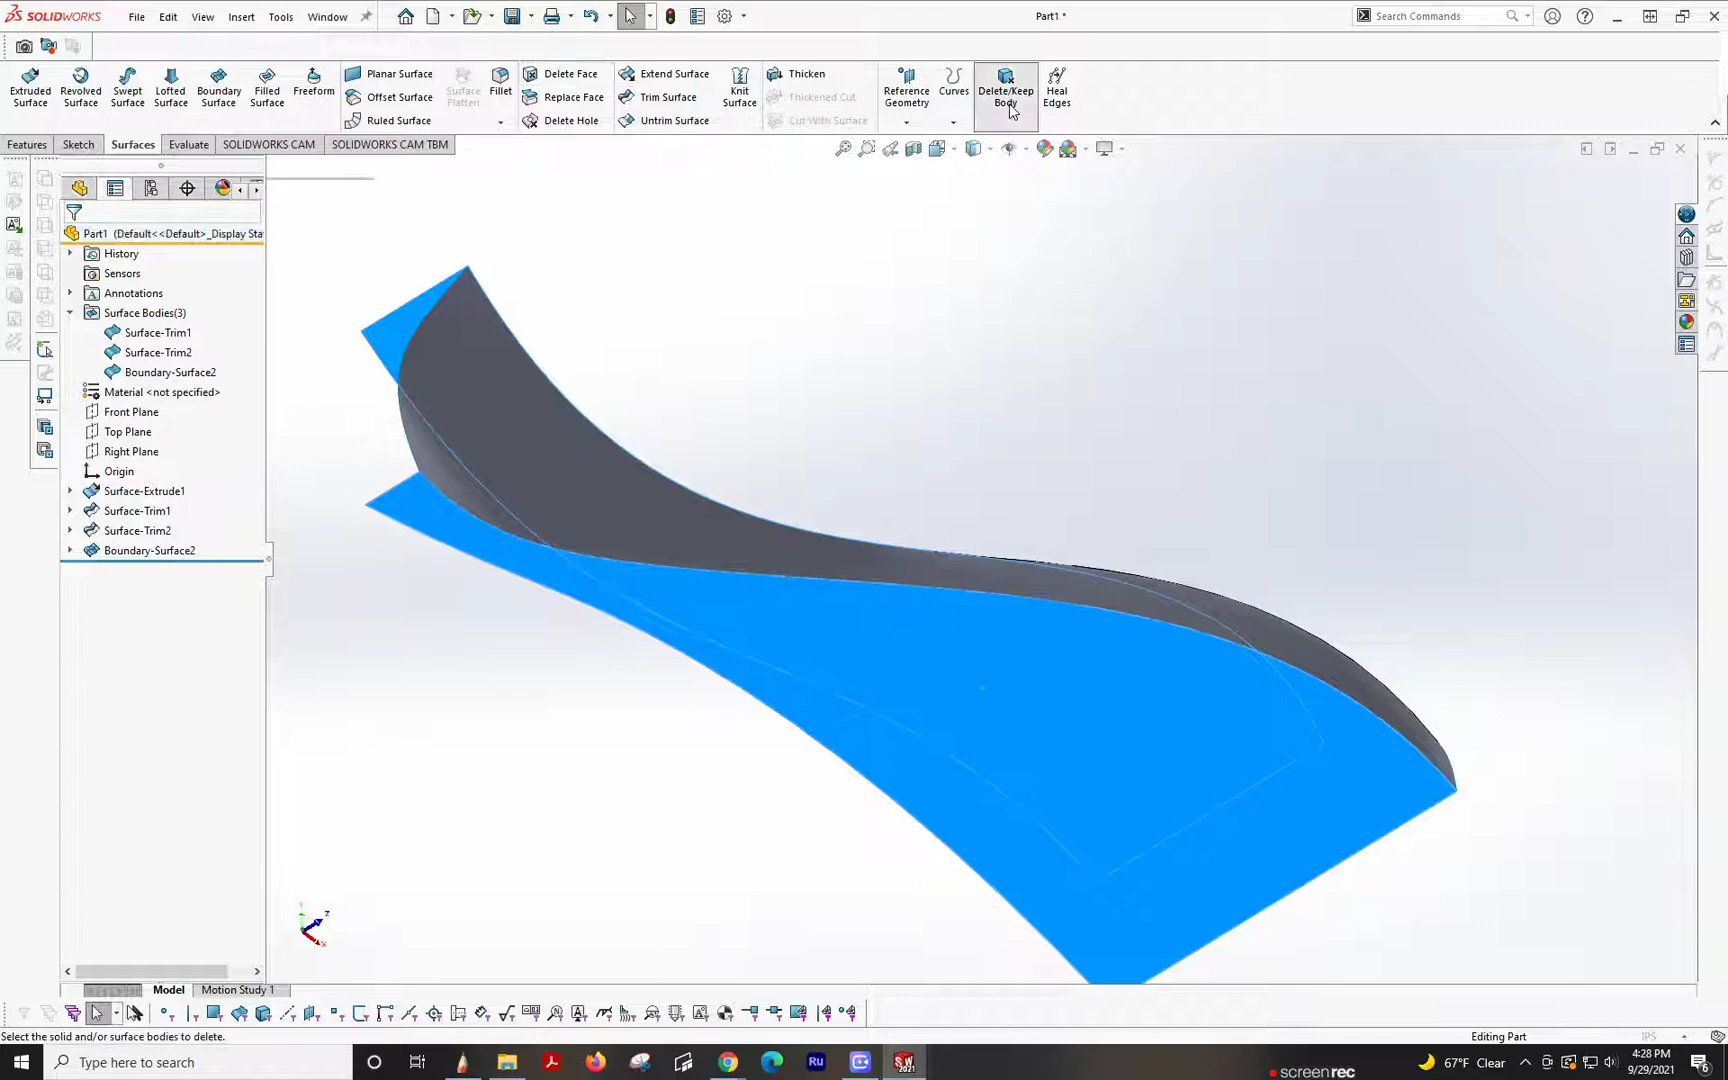 SOLIDWORKS File Edit View Insert Tools Window Part1 * Search Commands
Extruded Surface
Revolved Surface
Swept Surface
Lofted Surface
Boundary Surface
Filled Surface
Freeform
Planar Surface
Offset Surface
Ruled Surface
Surface Flatten
Fillet
Delete Face
Replace Face
Delete Hole
Extend Surface
Trim Surface
Untrim Surface
Knit Surface
Thicken
Thickened Cut
Cut With Surface
Reference Geometry
Curves
Delete/Keep Body
Heal Edges
Features Sketch Surfaces Evaluate SOLIDWORKS CAM SOLIDWORKS CAM TBM
Part1 (Default<<Default>_Display Sta
History
Sensors
Annotations
Surface Bodies(3)
Surface-Trim1
Surface-Trim2
Boundary-Surface2
Material <not specified>
Front Plane
Top Plane
Right Plane
Origin
Surface-Extrude1
Surface-Trim1
Surface-Trim2
Boundary-Surface2
Model Motion Study 1
Select the solid and/or surface bodies to delete. Editing Part IPS
Type here to search
Ru
SW 2021
screenrec
67°F Clear
4:28 PM
9/29/2021
6